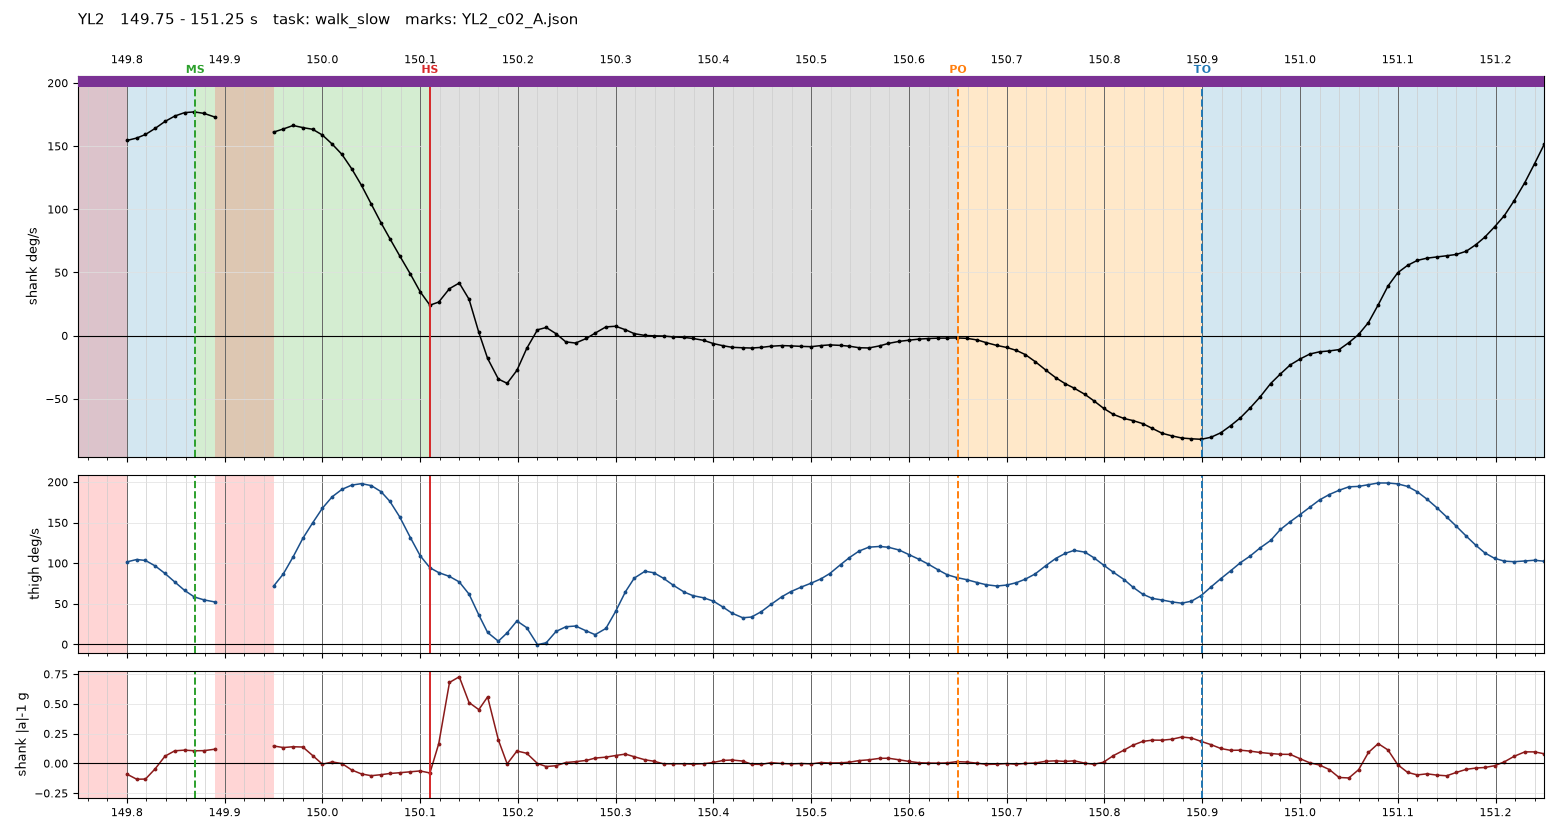 YL2   149.75 - 151.25 s   task: walk_slow   marks: YL2_c02_A.json
149.8 149.9 150.0 150.1 150.2 150.3 150.4 150.5 150.6 150.7 150.8 150.9 151.0 151.1 151.2
MS HS PO TO
200
150
100
50
0
−50
shank deg/s
200
150
100
50
0
thigh deg/s
0.75
0.50
0.25
0.00
−0.25
shank |a|-1 g
149.8 149.9 150.0 150.1 150.2 150.3 150.4 150.5 150.6 150.7 150.8 150.9 151.0 151.1 151.2